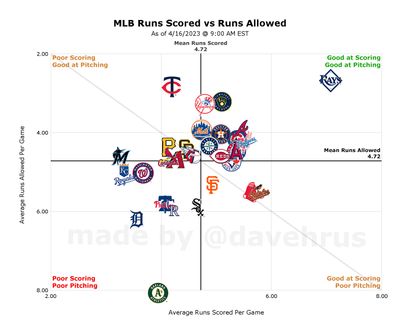 MLB Runs Scored vs Runs Allowed
As of 4/16/2023 @ 9:00 AM EST
Mean Runs Scored
4.72
2.00
Poor Scoring
Good at Pitching
Good at Scoring
Good at Pitching
RAYS
4.00
Mean Runs Allowed
4.72
Average Runs Allowed Per Game
6.00
made by @davehrus
Poor Scoring
Poor Pitching
Good at Scoring
Poor Pitching
8.00
2.00
4.00
6.00
8.00
Average Runs Scored Per Game